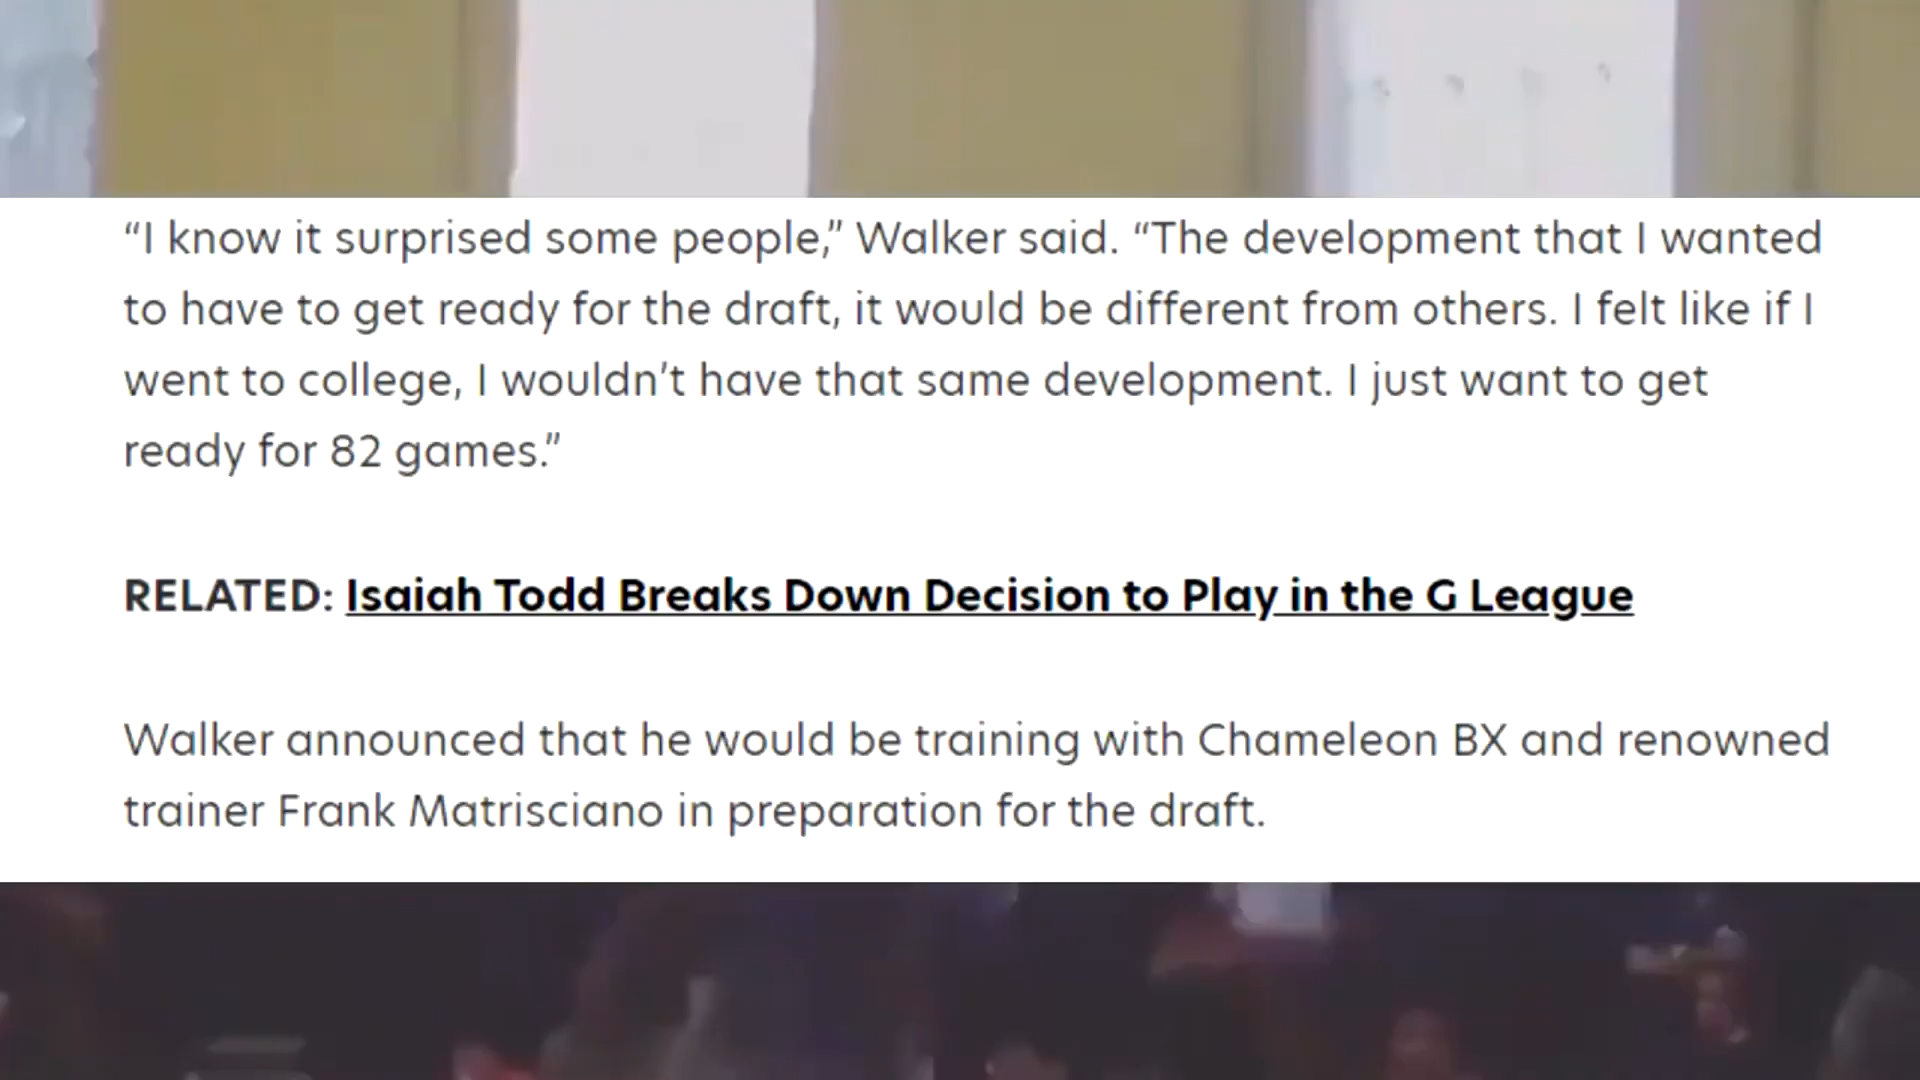 “I know it surprised some people,” Walker said. “The development that I wanted
to have to get ready for the draft, it would be different from others. I felt like if I
went to college, I wouldn’t have that same development. I just want to get
ready for 82 games.”
RELATED: Isaiah Todd Breaks Down Decision to Play in the G League
Walker announced that he would be training with Chameleon BX and renowned
trainer Frank Matrisciano in preparation for the draft.